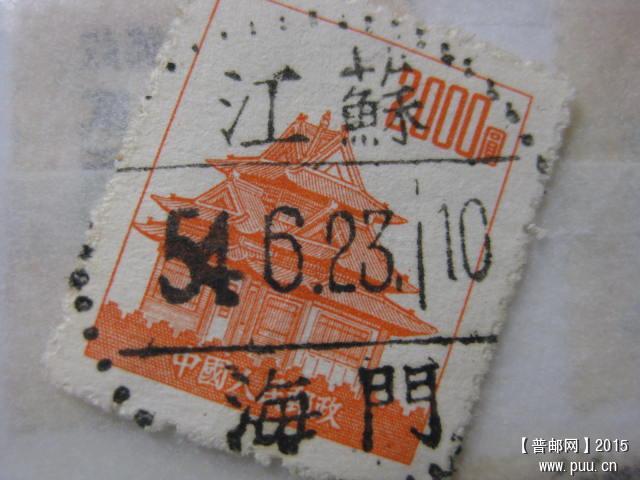 江蘇
2000圓
54.6.23.10
海門
中國人民郵政
【普邮网】2015
www.puu.cn